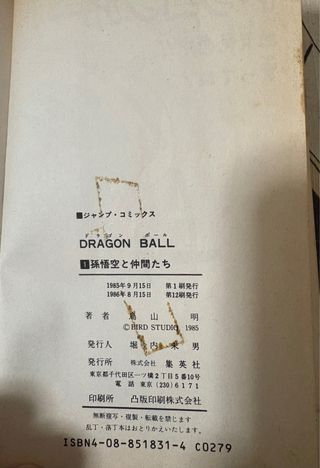 ■ジャンプ・コミックス
ドラゴン ボール
DRAGON BALL
1孫悟空と仲間たち
1985年9月15日 第1刷発行
1986年8月15日 第12刷発行
著者 鳥山明
©BIRD STUDIO 1985
発行人 堀内末男
発行所 株式会社 集英社
東京都千代田区一ツ橋2丁目5番10号
電話 東京(230)6171
印刷所 凸版印刷株式会社
無断複写・複製・転載を禁じます
乱丁・落丁本はおとりかえいたします。
ISBN4-08-851831-4 C0279